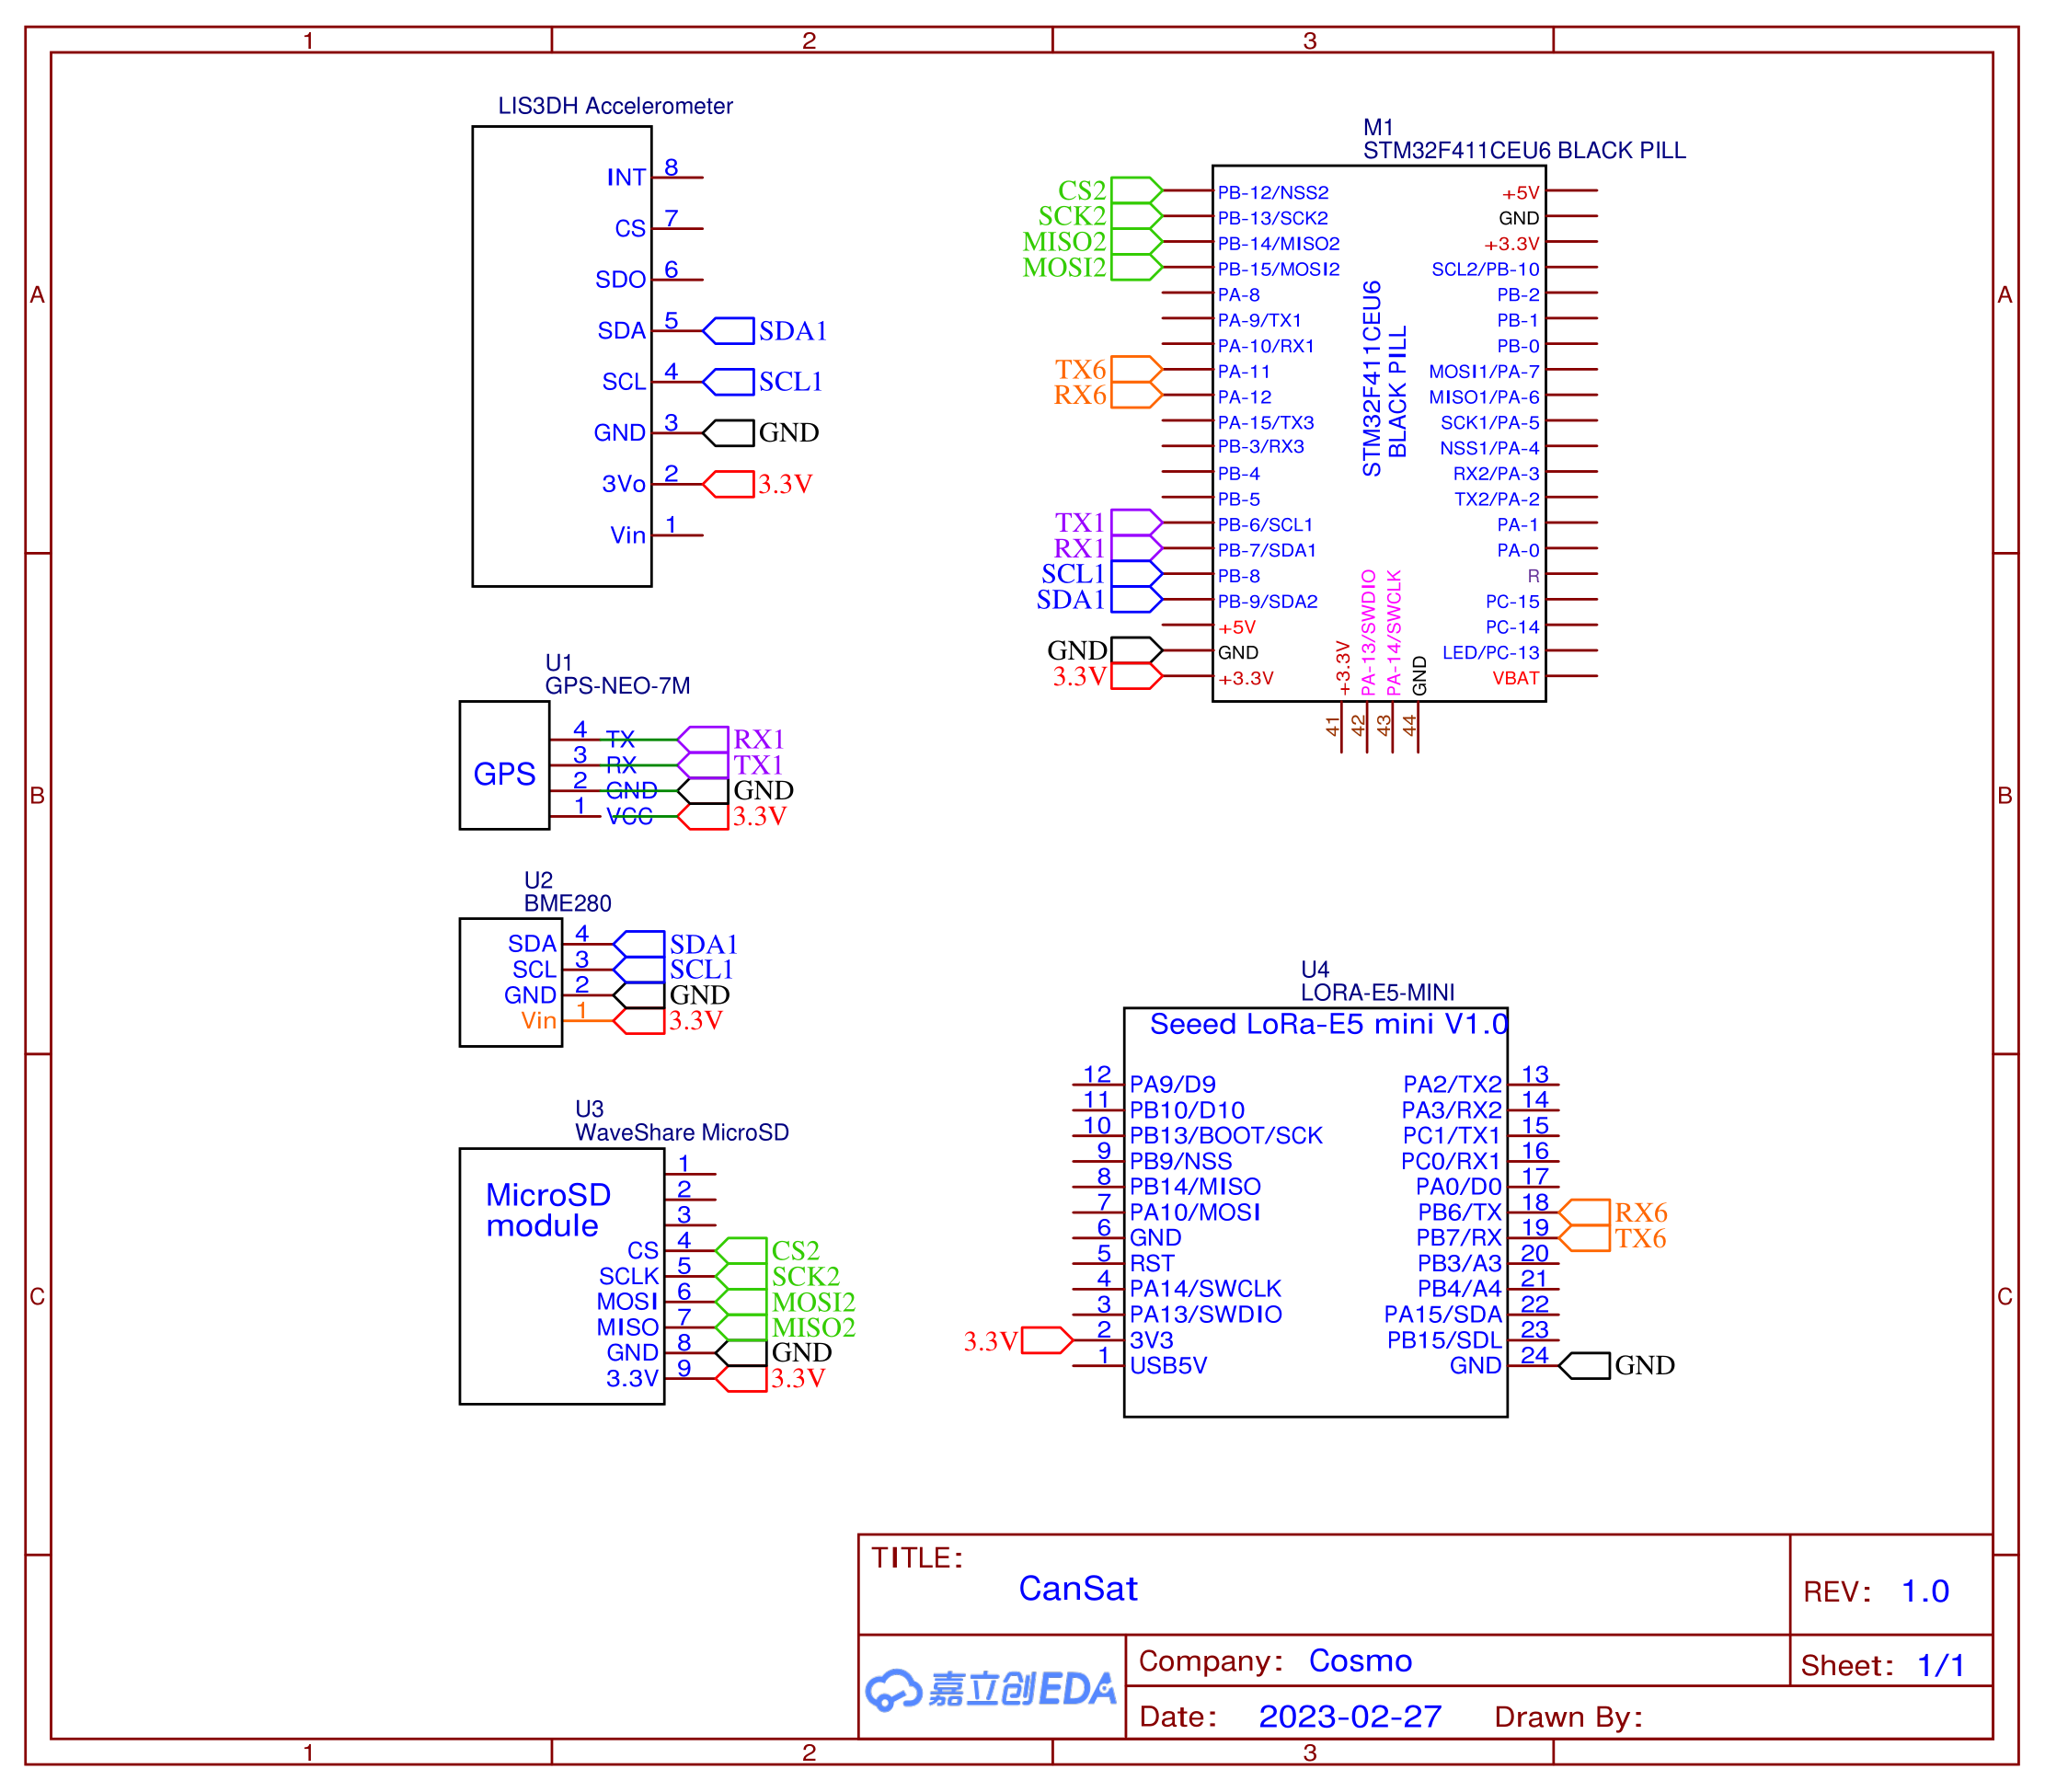 1 2 3
A A
B B
C C
LIS3DH Accelerometer
INT 8
CS 7
SDO 6
SDA 5 SDA1
SCL 4 SCL1
GND 3 GND
3Vo 2 3.3V
Vin 1
U1
GPS-NEO-7M
GPS
4 TX RX1
3 RX TX1
2 GND GND
1 VCC 3.3V
U2
BME280
SDA 4 SDA1
SCL 3 SCL1
GND 2 GND
Vin 1 3.3V
U3
WaveShare MicroSD
MicroSD
module
1
2
3
CS 4 CS2
SCLK 5 SCK2
MOSI 6 MOSI2
MISO 7 MISO2
GND 8 GND
3.3V 9 3.3V
M1
STM32F411CEU6 BLACK PILL
STM32F411CEU6
BLACK PILL
CS2 PB-12/NSS2 +5V
SCK2 PB-13/SCK2 GND
MISO2 PB-14/MISO2 +3.3V
MOSI2 PB-15/MOSI2 SCL2/PB-10
PA-8 PB-2
PA-9/TX1 PB-1
PA-10/RX1 PB-0
TX6 PA-11 MOSI1/PA-7
RX6 PA-12 MISO1/PA-6
PA-15/TX3 SCK1/PA-5
PB-3/RX3 NSS1/PA-4
PB-4 RX2/PA-3
PB-5 TX2/PA-2
TX1 PB-6/SCL1 PA-1
RX1 PB-7/SDA1 PA-0
SCL1 PB-8 R
SDA1 PB-9/SDA2 PC-15
+5V PC-14
GND GND LED/PC-13
3.3V +3.3V VBAT
+3.3V 41
PA-13/SWDIO 42
PA-14/SWCLK 43
GND 44
U4
LORA-E5-MINI
Seeed LoRa-E5 mini V1.0
12 PA9/D9 PA2/TX2 13
11 PB10/D10 PA3/RX2 14
10 PB13/BOOT/SCK PC1/TX1 15
9 PB9/NSS PC0/RX1 16
8 PB14/MISO PA0/D0 17
7 PA10/MOSI PB6/TX 18 RX6
6 GND PB7/RX 19 TX6
5 RST PB3/A3 20
4 PA14/SWCLK PB4/A4 21
3 PA13/SWDIO PA15/SDA 22
3.3V 2 3V3 PB15/SDL 23
1 USB5V GND 24 GND
TITLE:
CanSat
REV: 1.0
嘉立创EDA
Company: Cosmo
Sheet: 1/1
Date: 2023-02-27 Drawn By:
1 2 3